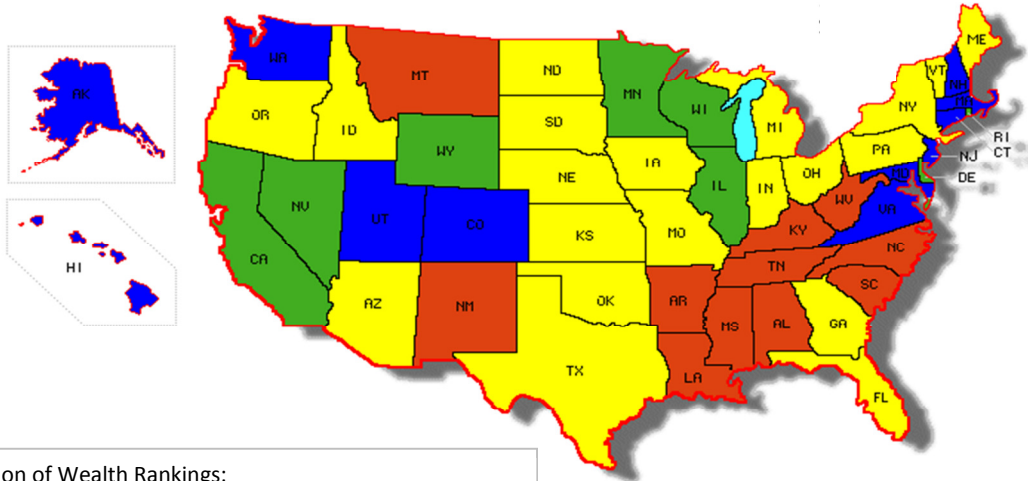 WA
MT
ND
MN
ME
VT
NH
AK
OR
ID
SD
WI
MI
NY
MA
RI
CT
WY
IA
PA
NJ
NE
IL
IN
OH
MD
DE
NV
UT
CO
KS
MO
WV
VA
KY
CA
HI
AZ
NM
OK
AR
TN
NC
SC
TX
LA
MS
AL
GA
FL
on of Wealth Rankings: